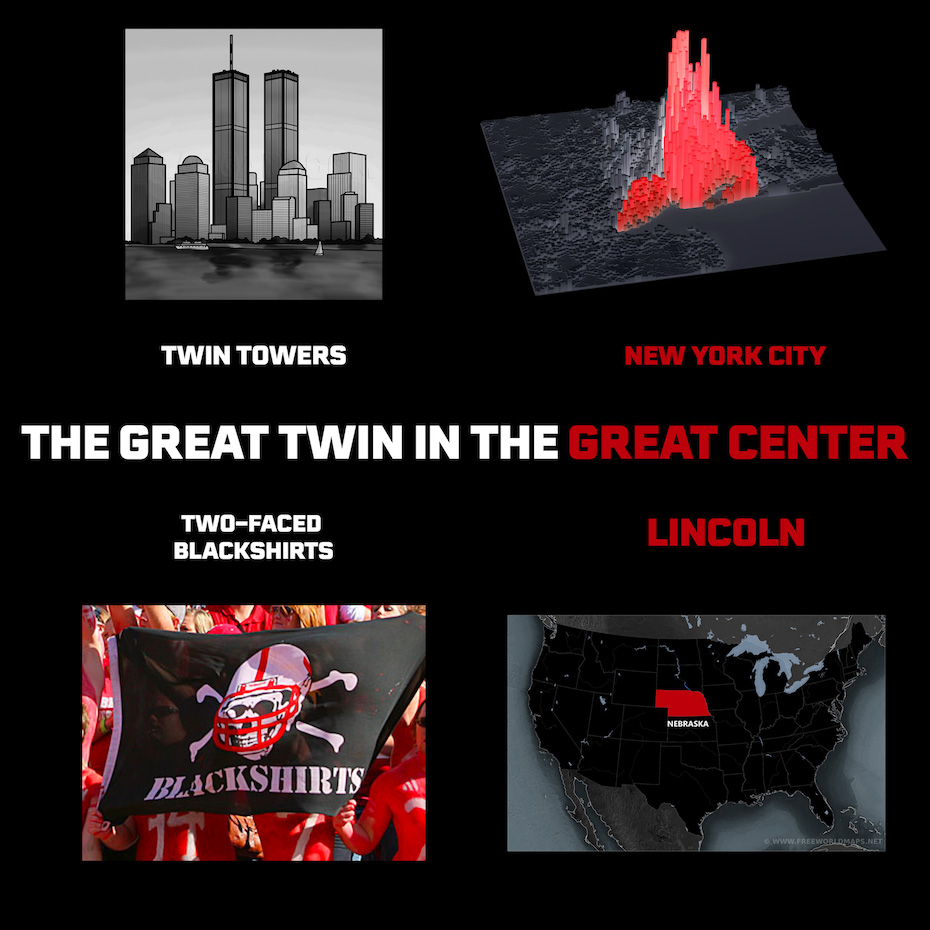 TWIN TOWERS
NEW YORK CITY
THE GREAT TWIN IN THE GREAT CENTER
TWO-FACED
BLACKSHIRTS
LINCOLN
BLACKSHIRTS
NEBRASKA
© WWW.FREEWORLDMAPS.NET